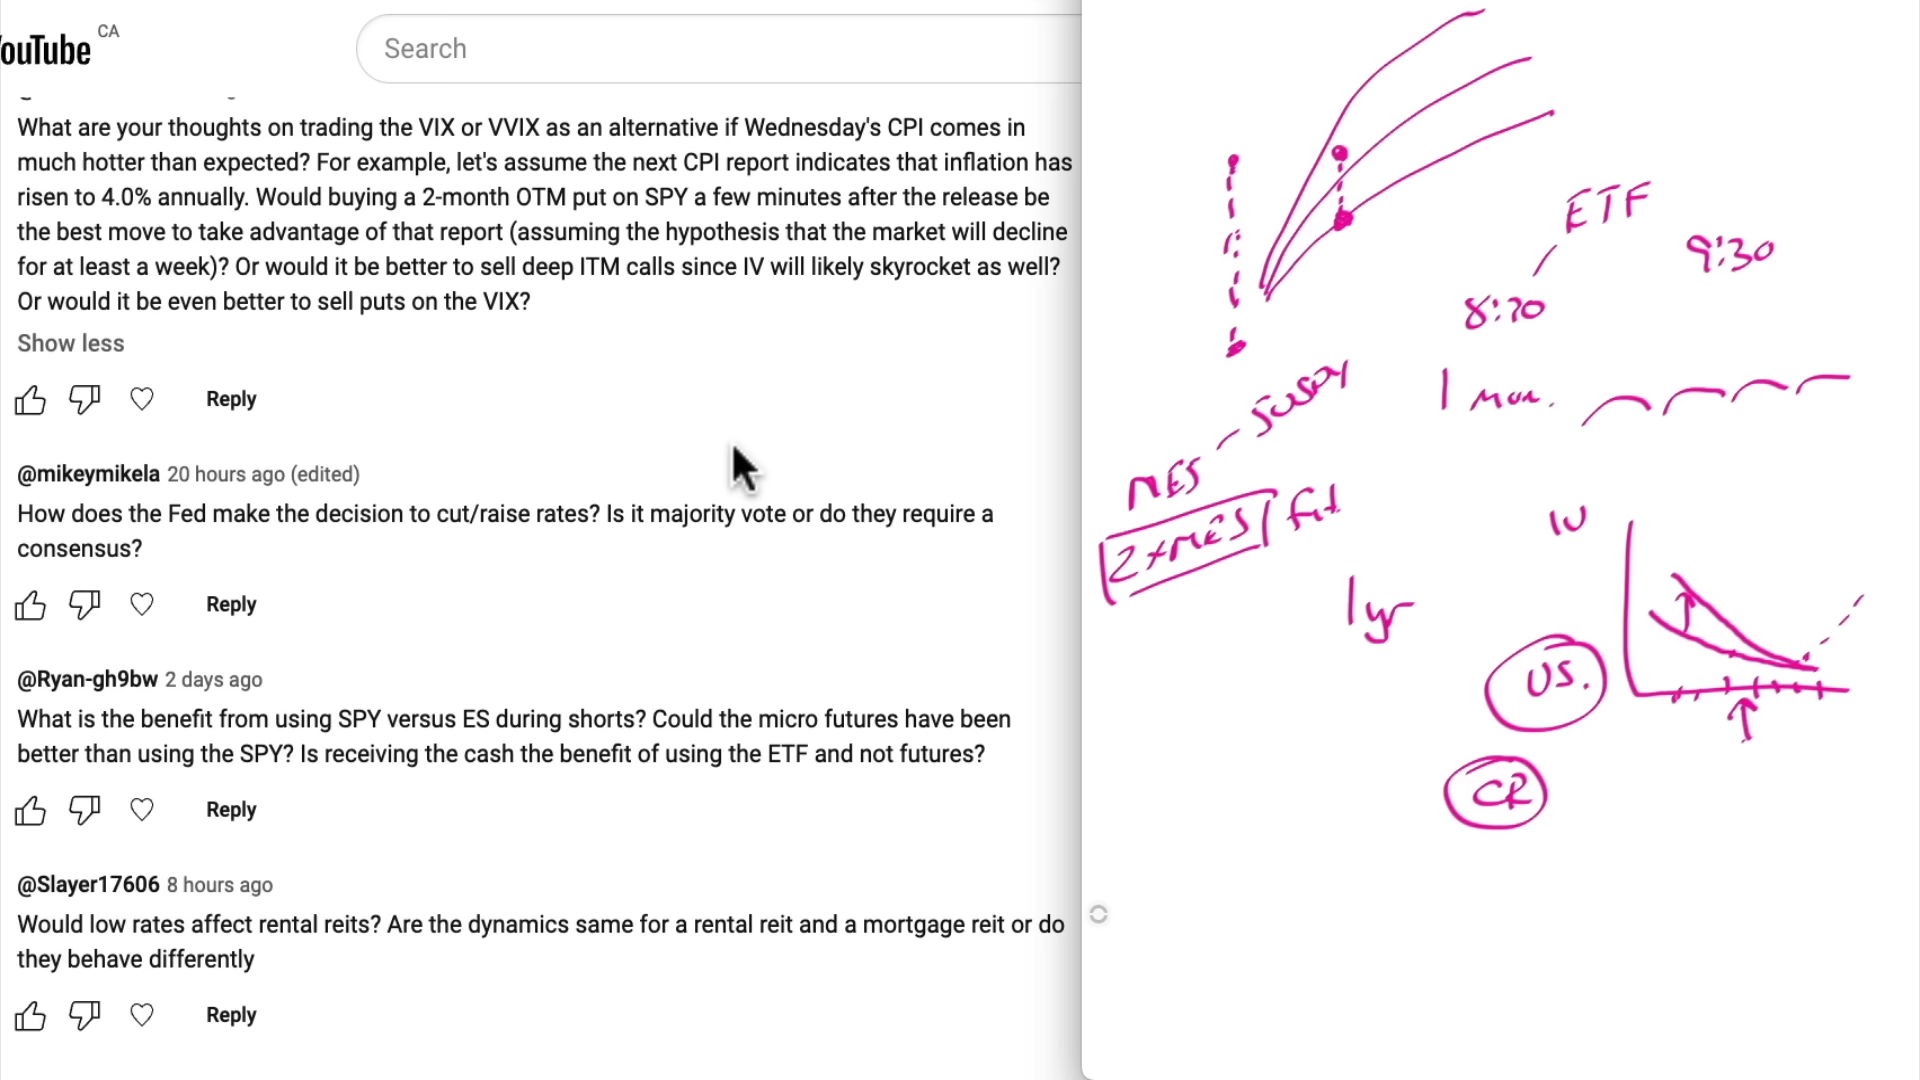 ouTube CA
Search
What are your thoughts on trading the VIX or VVIX as an alternative if Wednesday's CPI comes in
much hotter than expected? For example, let's assume the next CPI report indicates that inflation has
risen to 4.0% annually. Would buying a 2-month OTM put on SPY a few minutes after the release be
the best move to take advantage of that report (assuming the hypothesis that the market will decline
for at least a week)? Or would it be better to sell deep ITM calls since IV will likely skyrocket as well?
Or would it be even better to sell puts on the VIX?
Show less
Reply
@mikeymikela 20 hours ago (edited)
How does the Fed make the decision to cut/raise rates? Is it majority vote or do they require a
consensus?
Reply
@Ryan-gh9bw 2 days ago
What is the benefit from using SPY versus ES during shorts? Could the micro futures have been
better than using the SPY? Is receiving the cash the benefit of using the ETF and not futures?
Reply
@Slayer17606 8 hours ago
Would low rates affect rental reits? Are the dynamics same for a rental reit and a mortgage reit or do
they behave differently
Reply
ETF
9:30
1 mon.
MES
2xMES
1yr
IV
US.
CR